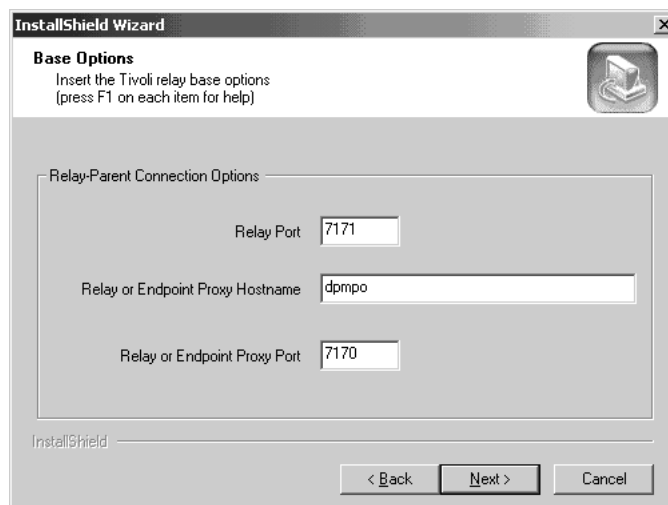 InstallShield Wizard
Base Options
Insert the Tivoli relay base options
(press F1 on each item for help)
Relay-Parent Connection Options
Relay Port 7171
Relay or Endpoint Proxy Hostname dpmpo
Relay or Endpoint Proxy Port 7170
InstallShield
< Back Next > Cancel